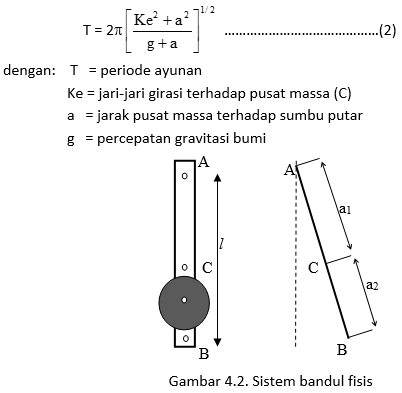 T = 2π [ Ke² + a² / g + a ]^1/2 ..........................................(2)
dengan: T = periode ayunan
Ke = jari-jari girasi terhadap pusat massa (C)
a = jarak pusat massa terhadap sumbu putar
g = percepatan gravitasi bumi
A
A
a1
l
C
C
a2
B
B
Gambar 4.2. Sistem bandul fisis